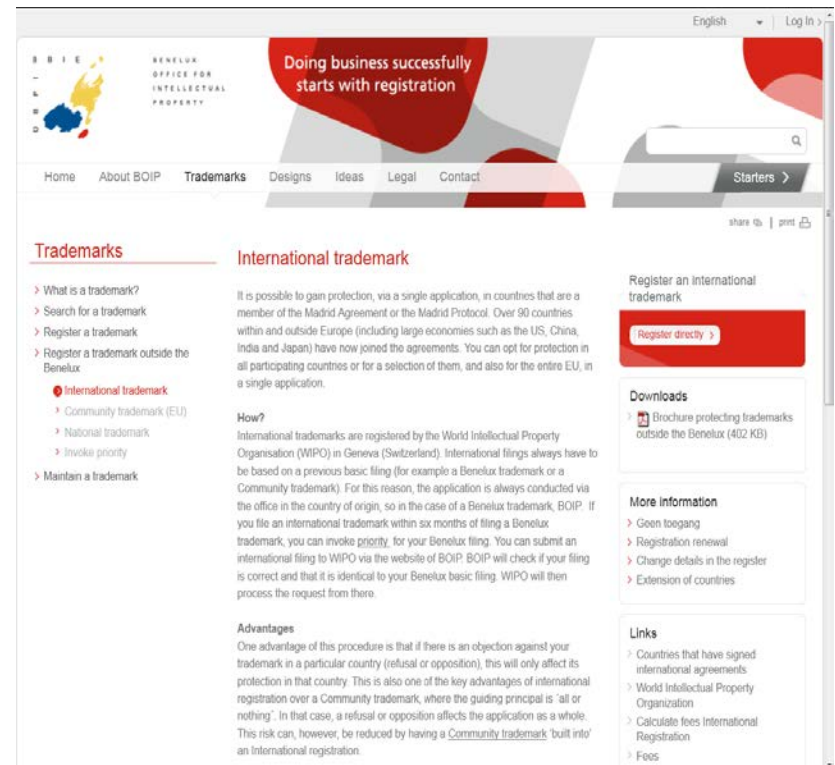 English | Log In >
B B I E
U B P I
B O I
BENELUX
OFFICE FOR
INTELLECTUAL
PROPERTY
Doing business successfully
starts with registration
Home About BOIP Trademarks Designs Ideas Legal Contact
Starters >
share | print
Trademarks
> What is a trademark?
> Search for a trademark
> Register a trademark
> Register a trademark outside the
Benelux
International trademark
> Community trademark (EU)
> National trademark
> Invoke priority
> Maintain a trademark
International trademark
It is possible to gain protection, via a single application, in countries that are a
member of the Madrid Agreement or the Madrid Protocol. Over 90 countries
within and outside Europe (including large economies such as the US, China,
India and Japan) have now joined the agreements. You can opt for protection in
all participating countries or for a selection of them, and also for the entire EU, in
a single application.
How?
International trademarks are registered by the World Intellectual Property
Organisation (WIPO) in Geneva (Switzerland). International filings always have to
be based on a previous basic filing (for example a Benelux trademark or a
Community trademark). For this reason, the application is always conducted via
the office in the country of origin, so in the case of a Benelux trademark, BOIP. If
you file an international trademark within six months of filing a Benelux
trademark, you can invoke priority for your Benelux filing. You can submit an
international filing to WIPO via the website of BOIP. BOIP will check if your filing
is correct and that it is identical to your Benelux basic filing. WIPO will then
process the request from there.
Advantages
One advantage of this procedure is that if there is an objection against your
trademark in a particular country (refusal or opposition), this will only affect its
protection in that country. This is also one of the key advantages of international
registration over a Community trademark, where the guiding principal is ´all or
nothing´. In that case, a refusal or opposition affects the application as a whole.
This risk can, however, be reduced by having a Community trademark 'built into'
an International registration.
Register an international
trademark
Register directly >
Downloads
> Brochure protecting trademarks
outside the Benelux (402 KB)
More information
> Geen toegang
> Registration renewal
> Change details in the register
> Extension of countries
Links
> Countries that have signed
international agreements
> World Intellectual Property
Organization
> Calculate fees International
Registration
> Fees